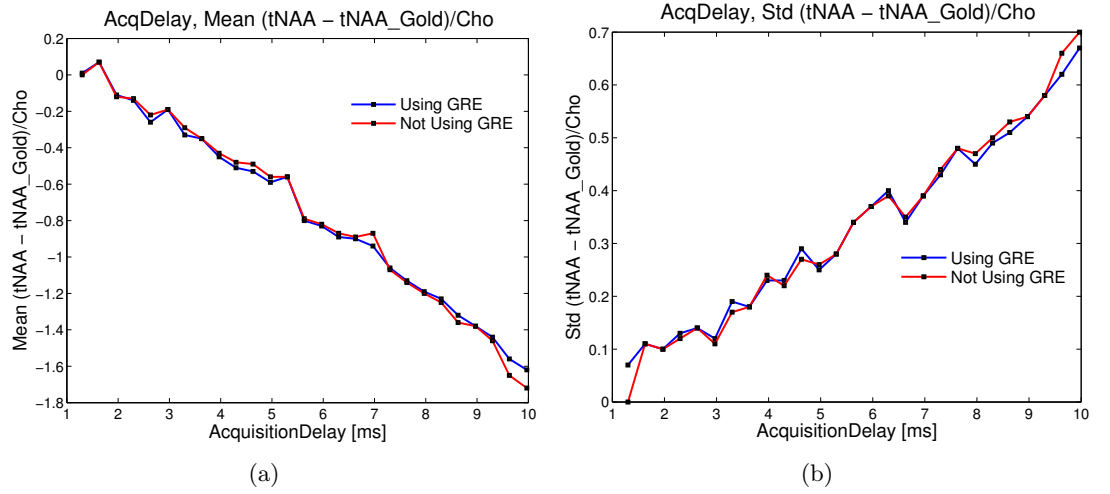 AcqDelay, Mean (tNAA − tNAA_Gold)/Cho
0.2
0
−0.2
−0.4
−0.6
−0.8
−1
−1.2
−1.4
−1.6
−1.8
Mean (tNAA − tNAA_Gold)/Cho
Using GRE
Not Using GRE
1 2 3 4 5 6 7 8 9 10
AcquisitionDelay [ms]
(a)
AcqDelay, Std (tNAA − tNAA_Gold)/Cho
0.7
0.6
0.5
0.4
0.3
0.2
0.1
0
Std (tNAA − tNAA_Gold)/Cho
Using GRE
Not Using GRE
1 2 3 4 5 6 7 8 9 10
AcquisitionDelay [ms]
(b)